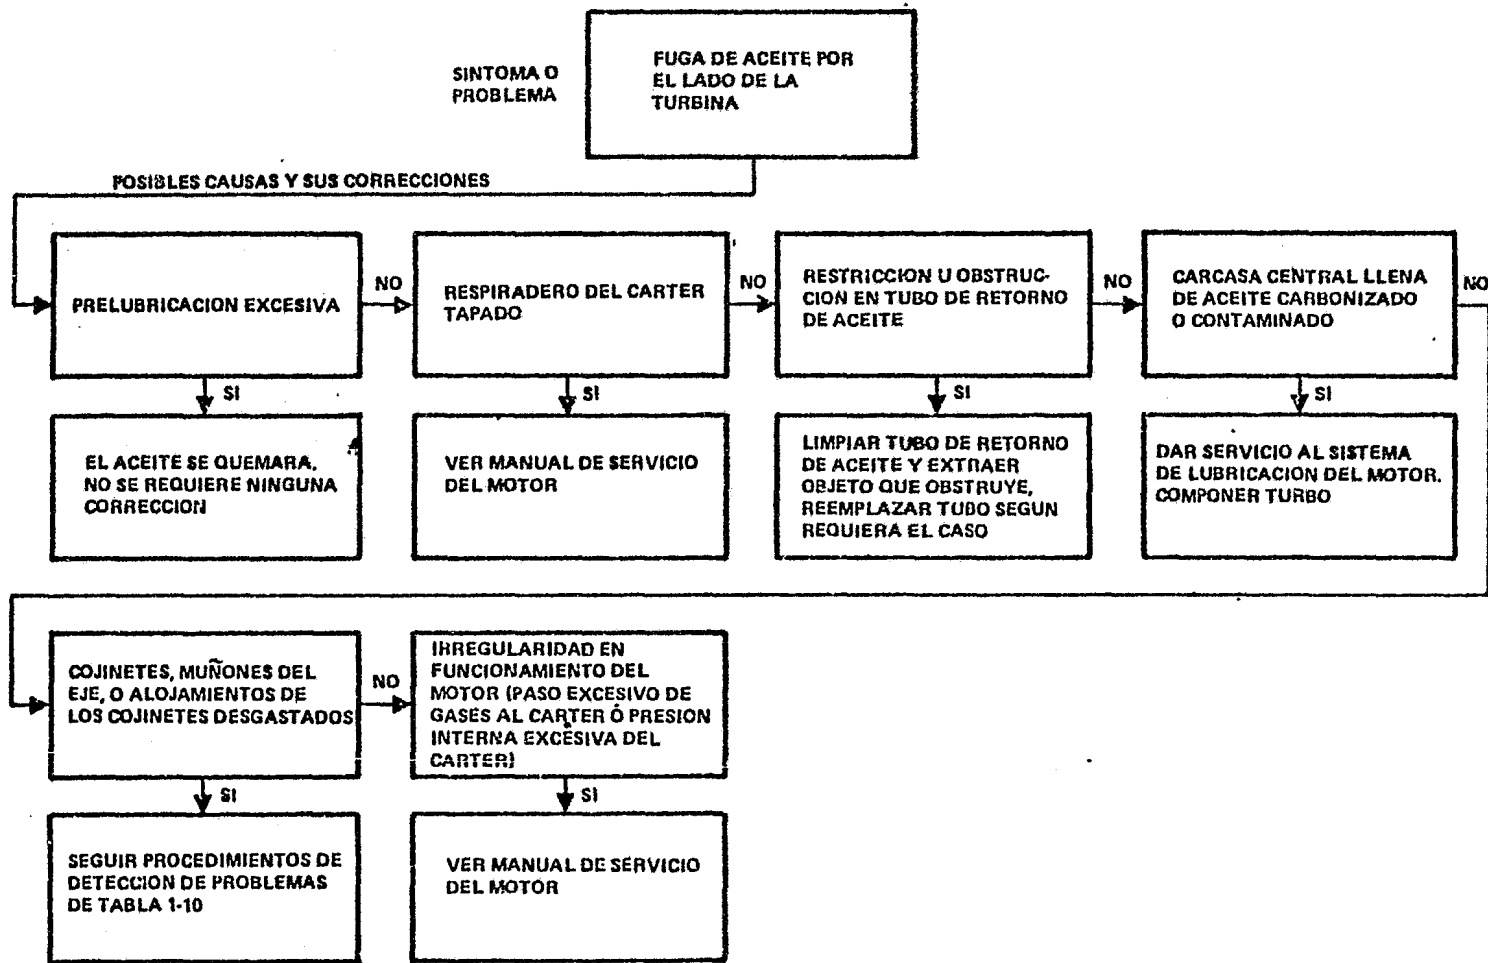 SINTOMA O
PROBLEMA
FUGA DE ACEITE POR
EL LADO DE LA
TURBINA
POSIBLES CAUSAS Y SUS CORRECCIONES
PRELUBRICACION EXCESIVA
NO
RESPIRADERO DEL CARTER
TAPADO
NO
RESTRICCION U OBSTRUC-
CION EN TUBO DE RETORNO
DE ACEITE
NO
CARCASA CENTRAL LLENA
DE ACEITE CARBONIZADO
O CONTAMINADO
NO
SI
SI
SI
SI
EL ACEITE SE QUEMARA.
NO SE REQUIERE NINGUNA
CORRECCION
VER MANUAL DE SERVICIO
DEL MOTOR
LIMPIAR TUBO DE RETORNO
DE ACEITE Y EXTRAER
OBJETO QUE OBSTRUYE,
REEMPLAZAR TUBO SEGUN
REQUIERA EL CASO
DAR SERVICIO AL SISTEMA
DE LUBRICACION DEL MOTOR.
COMPONER TURBO
COJINETES, MUÑONES DEL
EJE, O ALOJAMIENTOS DE
LOS COJINETES DESGASTADOS
NO
IRREGULARIDAD EN
FUNCIONAMIENTO DEL
MOTOR (PASO EXCESIVO DE
GASES AL CARTER Ó PRESION
INTERNA EXCESIVA DEL
CARTER)
SI
SI
SEGUIR PROCEDIMIENTOS DE
DETECCION DE PROBLEMAS
DE TABLA 1-10
VER MANUAL DE SERVICIO
DEL MOTOR